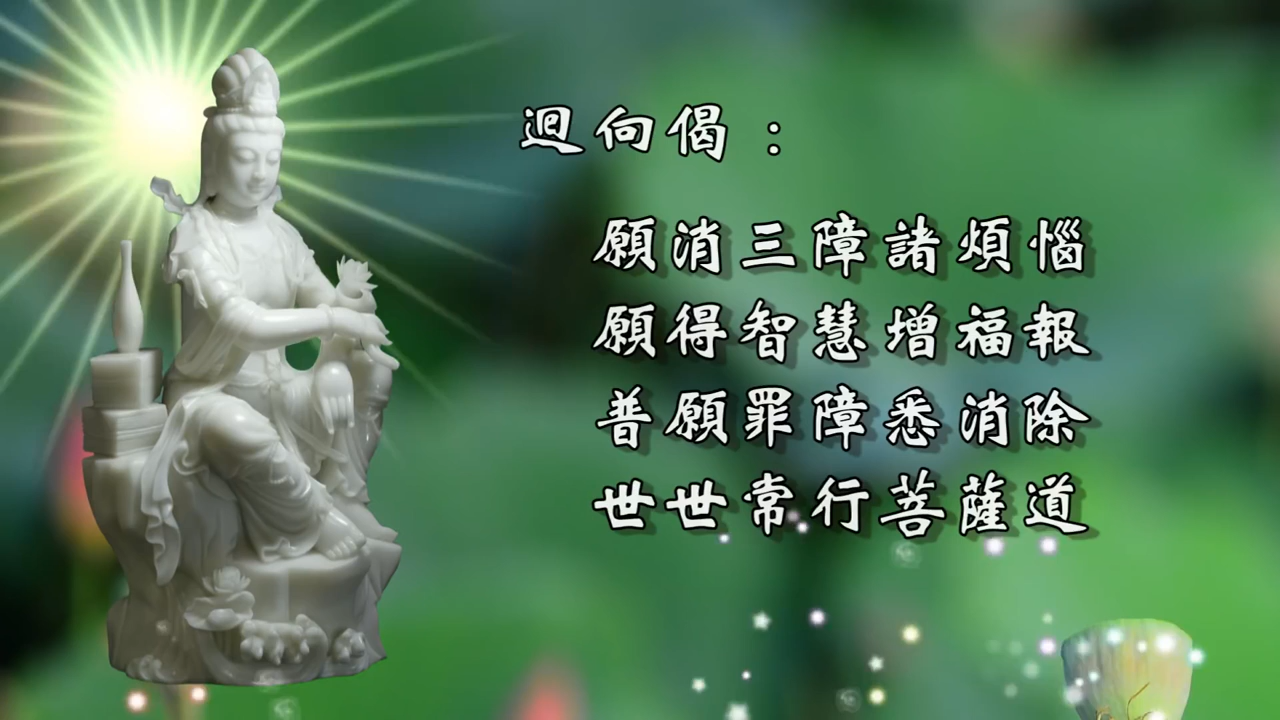 迴向偈：
願消三障諸煩惱
願得智慧增福報
普願罪障悉消除
世世常行菩薩道